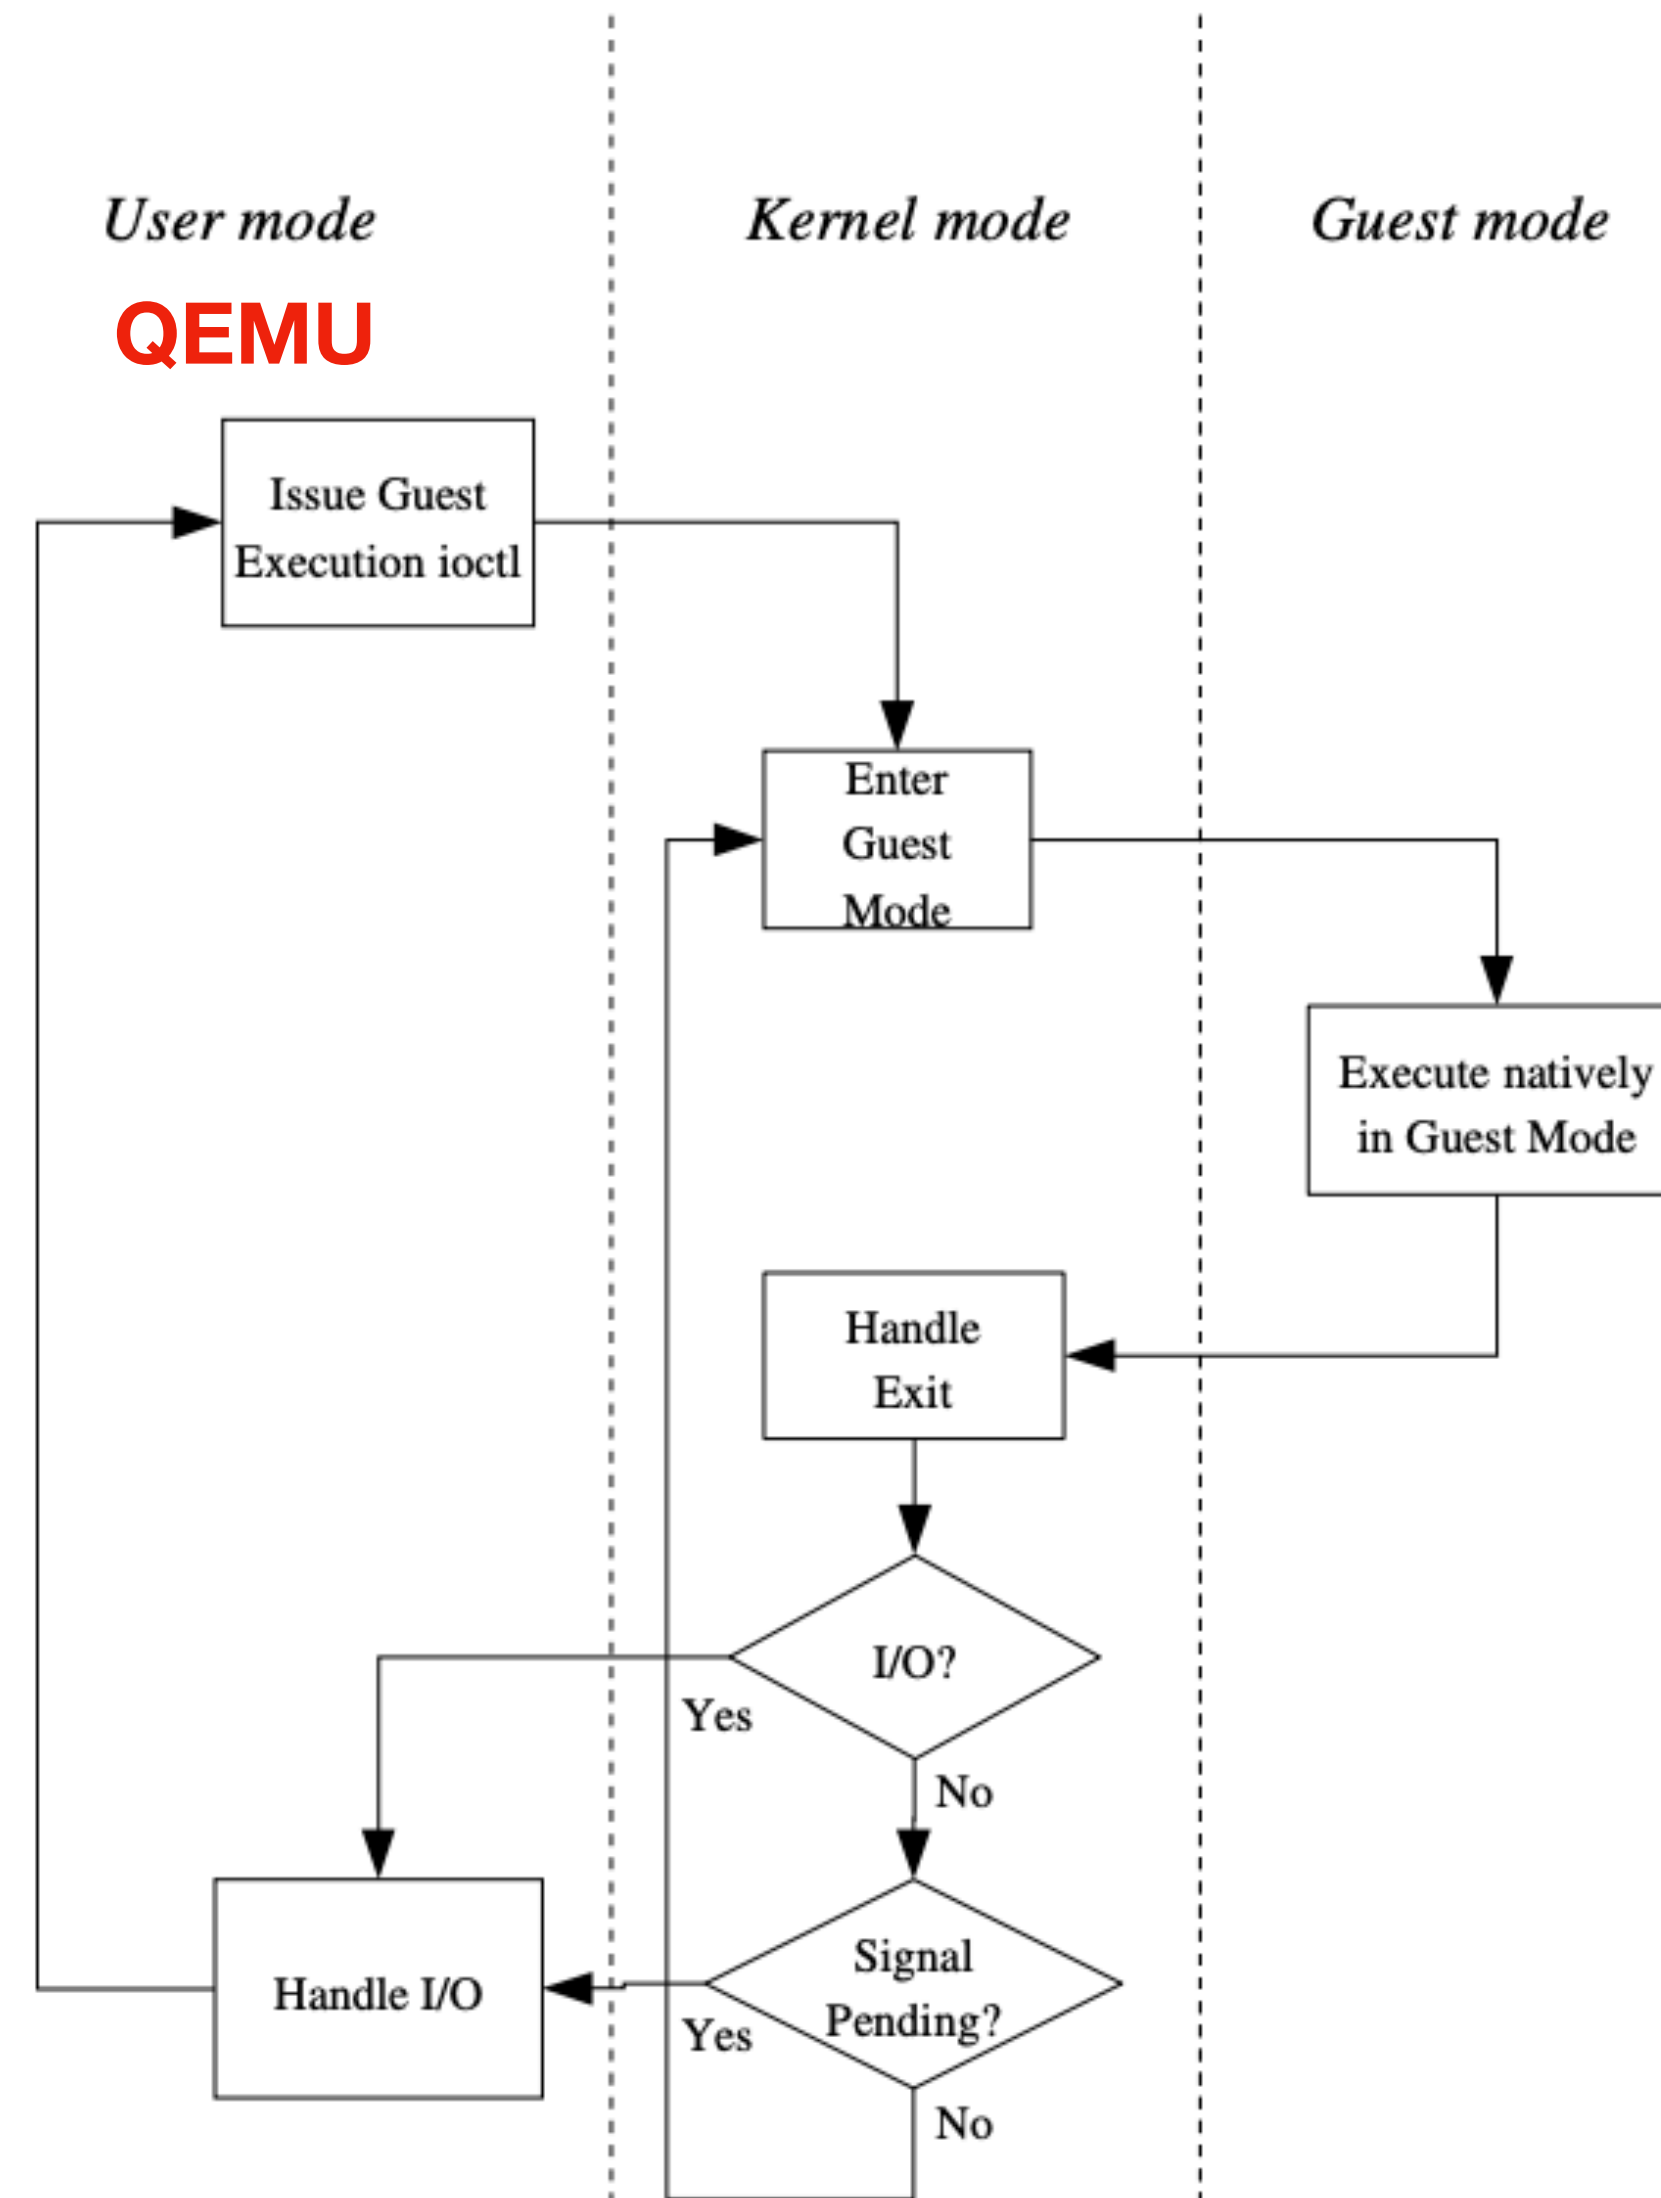 User mode
Kernel mode
Guest mode
QEMU
Issue Guest
Execution ioctl
Enter
Guest
Mode
Execute natively
in Guest Mode
Handle
Exit
I/O?
Yes
No
Handle I/O
Signal
Pending?
Yes
No